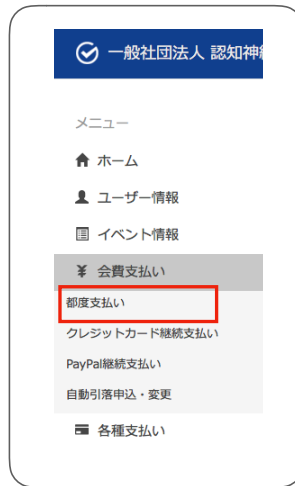 一般社団法人 認知神
メニュー
ホーム
ユーザー情報
イベント情報
¥ 会費支払い
都度支払い
クレジットカード継続支払い
PayPal継続支払い
自動引落申込・変更
各種支払い